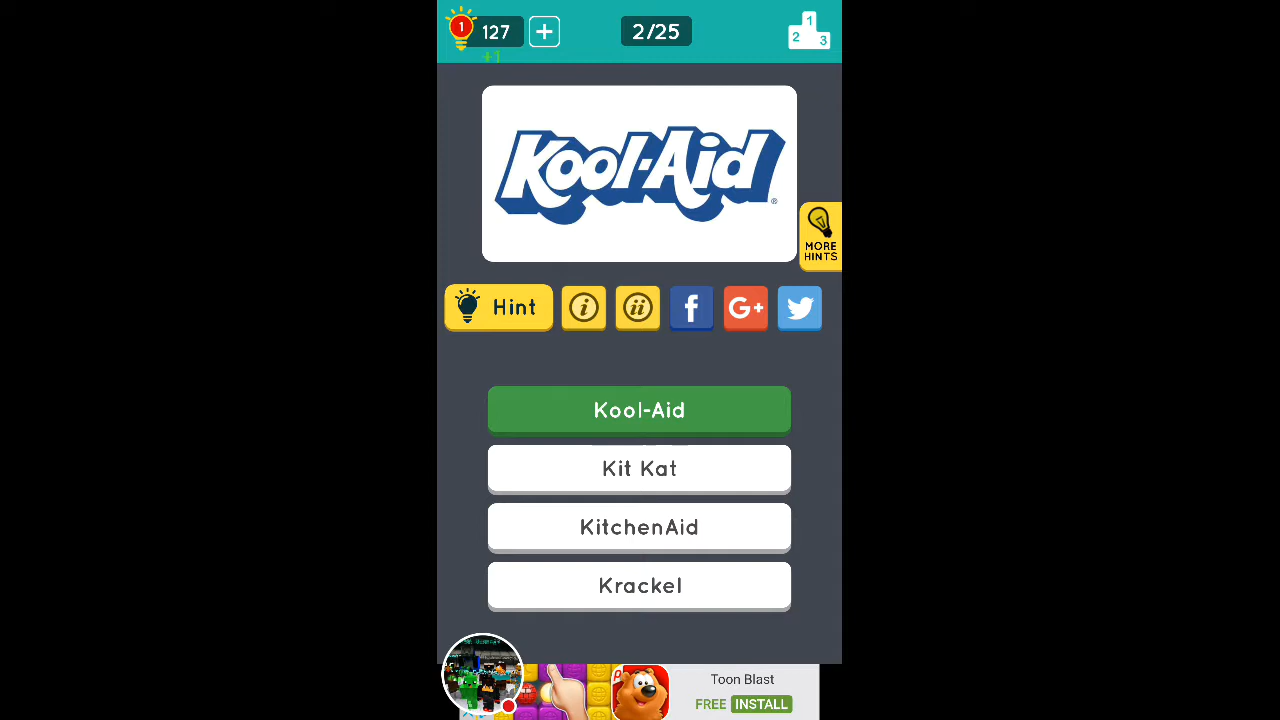 1 127 + 2/25 1 2 3
+1
Kool-Aid ®
MORE
HINTS
Hint i ii f G+
Kool-Aid
Kit Kat
KitchenAid
Krackel
Toon Blast
FREE INSTALL